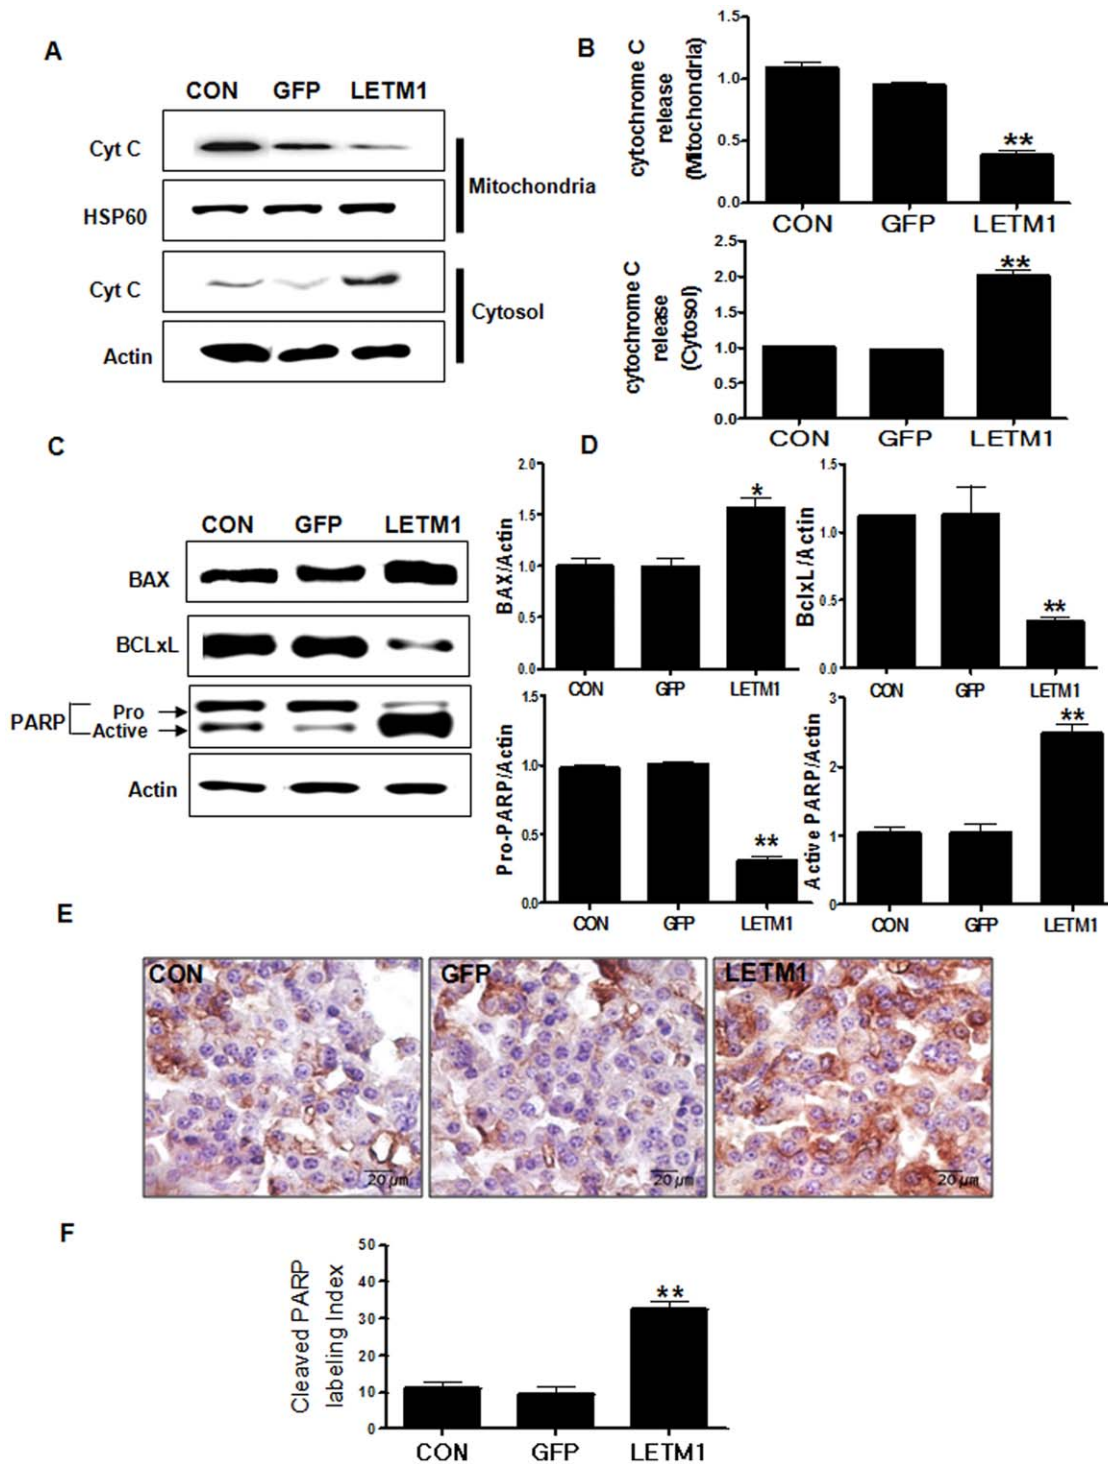 A
CON GFP LETM1
Cyt C
HSP60
Mitochondria
Cyt C
Actin
Cytosol
B
cytochrome C
release
(Mitochondria)
1.5
1.0
0.5
0.0
**
CON GFP LETM1
cytochrome C
release
(Cytosol)
2.5
2.0
1.5
1.0
0.5
0.0
**
CON GFP LETM1
C
CON GFP LETM1
BAX
BCLxL
PARP
Pro
Active
Actin
D
BAX/Actin
2.0
1.5
1.0
0.5
0.0
*
CON GFP LETM1
BclxL/Actin
1.5
1.0
0.5
0.0
**
CON GFP LETM1
Pro-PARP/Actin
1.5
1.0
0.5
0.0
**
CON GFP LETM1
Active PARP/Actin
3
2
1
0
**
CON GFP LETM1
E
CON GFP LETM1
20 µm 20 µm 20 µm
F
Cleaved PARP
labeling Index
50
40
30
20
10
0
**
CON GFP LETM1